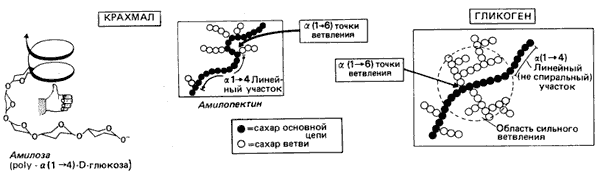 КРАХМАЛ
α (1→6) точки
ветвления
α1→4 Линей-
ный участок
Амилопектин
Амилоза
(poly - α(1→4)-D-глюкоза)
●=сахар основной
цепи
○=сахар ветви
ГЛИКОГЕН
α (1→6) точки
ветвления
α(1→4)
Линейный
(не спиральный)
участок
Область сильного
ветвления